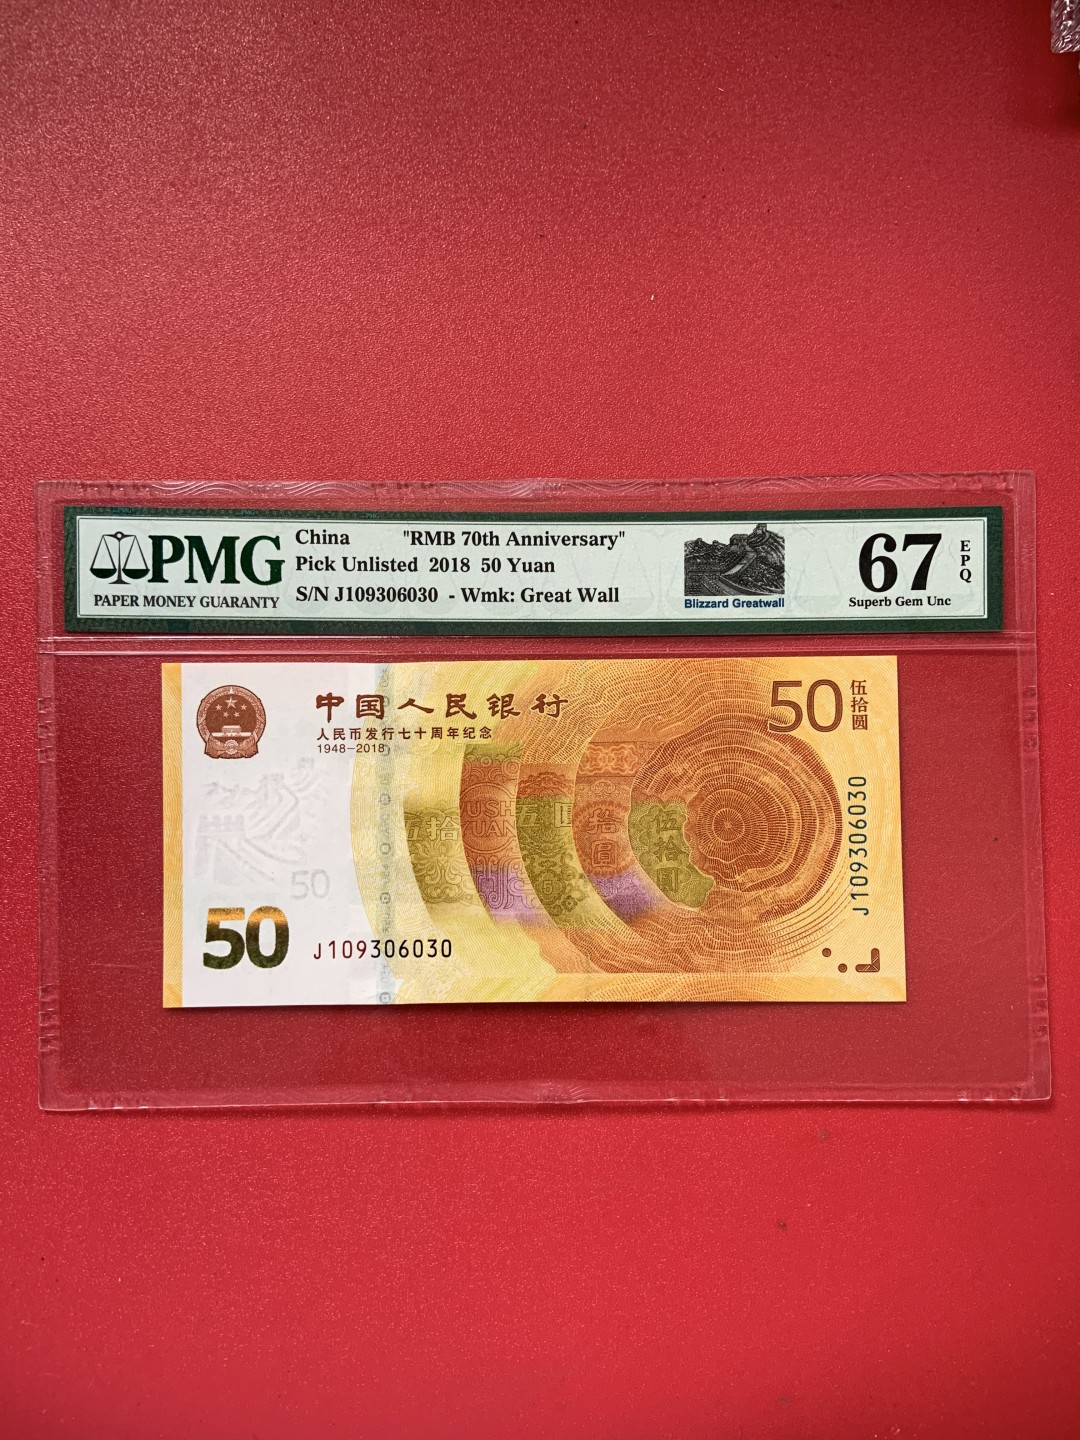 PMG
PAPER MONEY GUARANTY
China "RMB 70th Anniversary"
Pick Unlisted 2018 50 Yuan
S/N J109306030 - Wmk: Great Wall
Blizzard Greatwall
67
EPQ
Superb Gem Unc
中国人民银行
人民币发行七十周年纪念
1948-2018
50
伍拾圆
伍拾
USH
YUAN
五
拾圆
伍拾圆
50
50
J109306030
J109306030